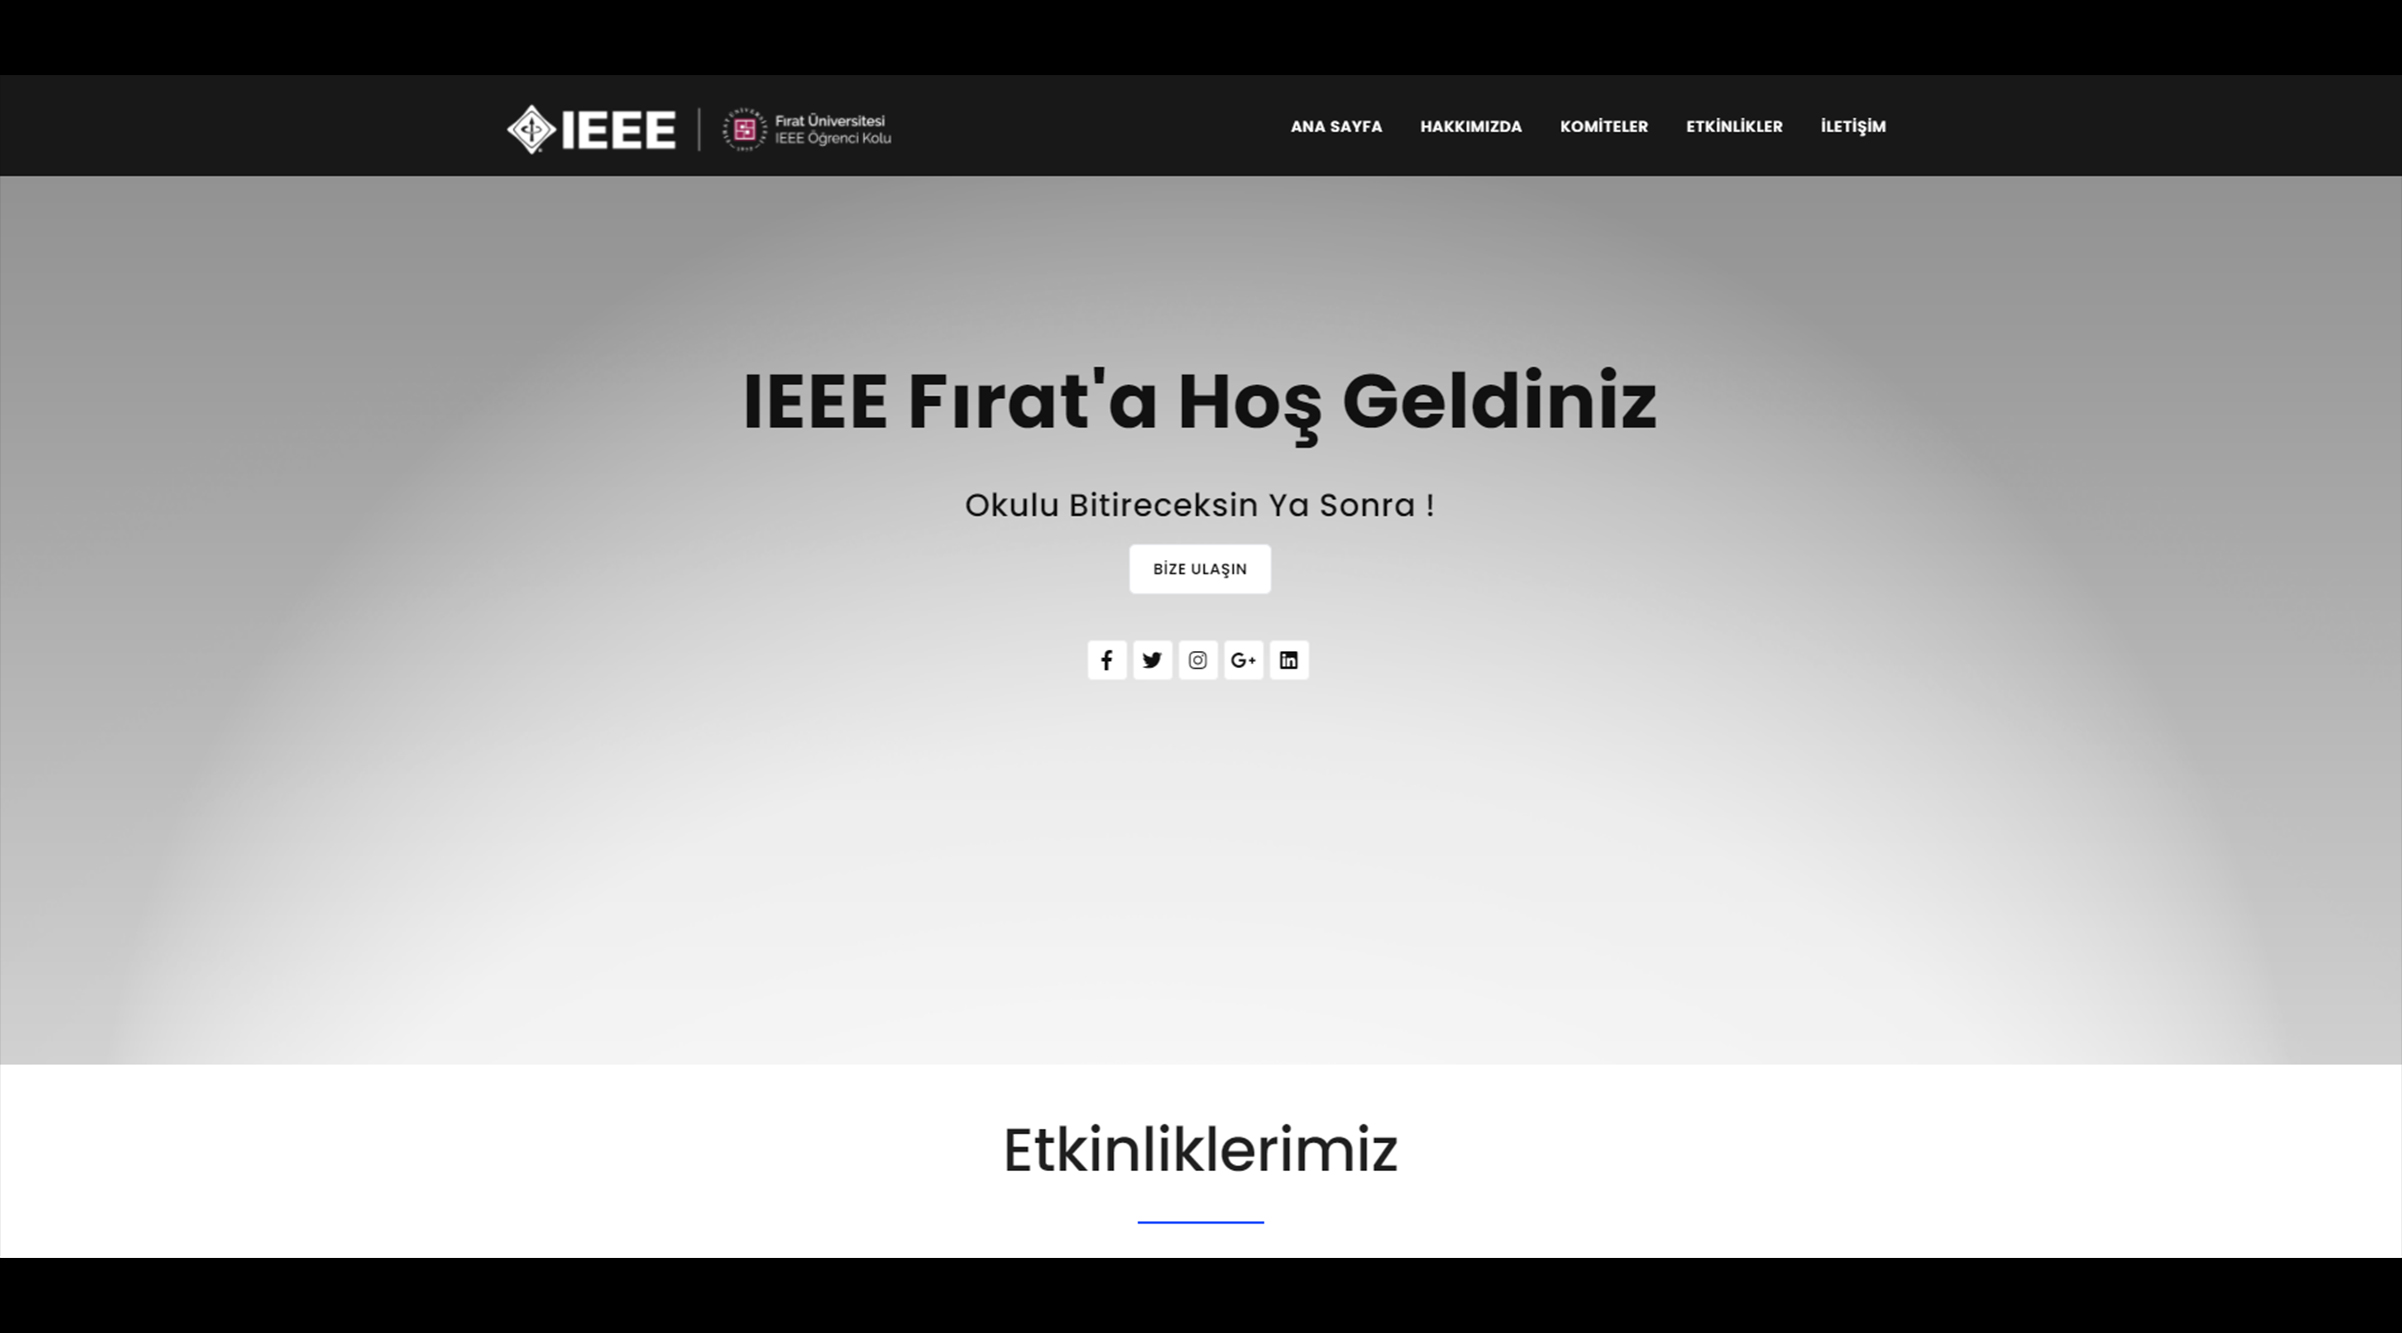 IEEE
Fırat Üniversitesi
IEEE Öğrenci Kolu
ANA SAYFA HAKKIMIZDA KOMİTELER ETKİNLİKLER İLETİŞİM
IEEE Fırat'a Hoş Geldiniz
Okulu Bitireceksin Ya Sonra !
BİZE ULAŞIN
Etkinliklerimiz